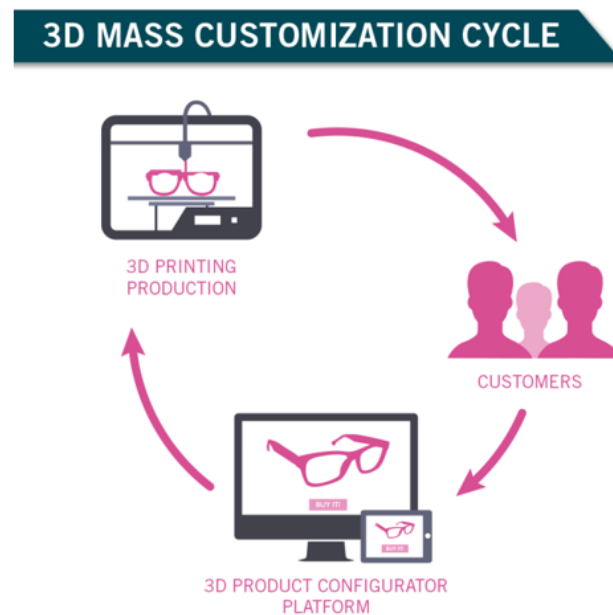 3D MASS CUSTOMIZATION CYCLE
3D PRINTING
PRODUCTION
CUSTOMERS
BUY IT!
BUY IT!
3D PRODUCT CONFIGURATOR
PLATFORM